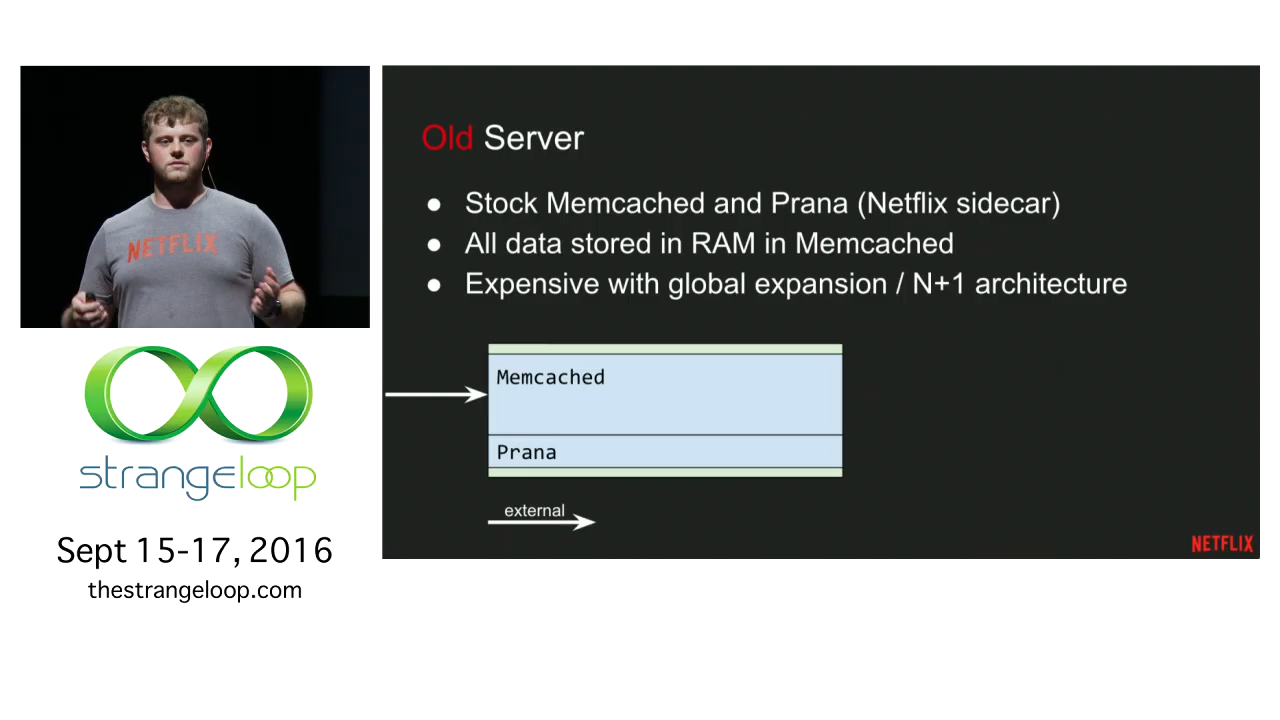 NETFLIX
strangeloop
Sept 15-17, 2016
thestrangeloop.com
Old Server
● Stock Memcached and Prana (Netflix sidecar)
● All data stored in RAM in Memcached
● Expensive with global expansion / N+1 architecture
Memcached
Prana
external
NETFLIX